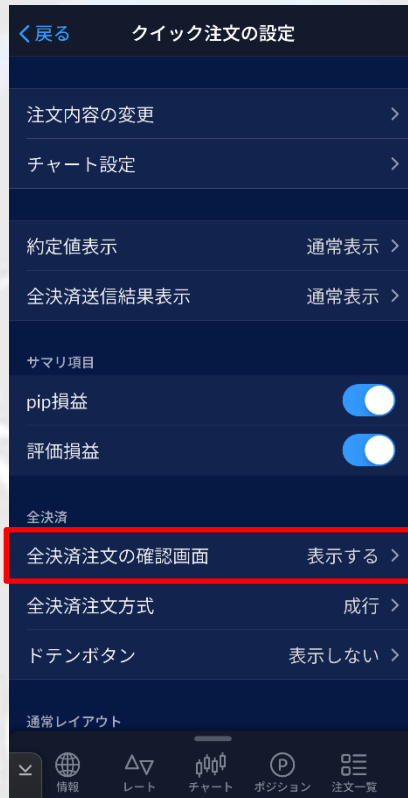 戻る クイック注文の設定
注文内容の変更
チャート設定
約定値表示 通常表示
全決済送信結果表示 通常表示
サマリ項目
pip損益
評価損益
全決済
全決済注文の確認画面 表示する
全決済注文方式 成行
ドテンボタン 表示しない
通常レイアウト
P
情報 レート チャート ポジション 注文一覧